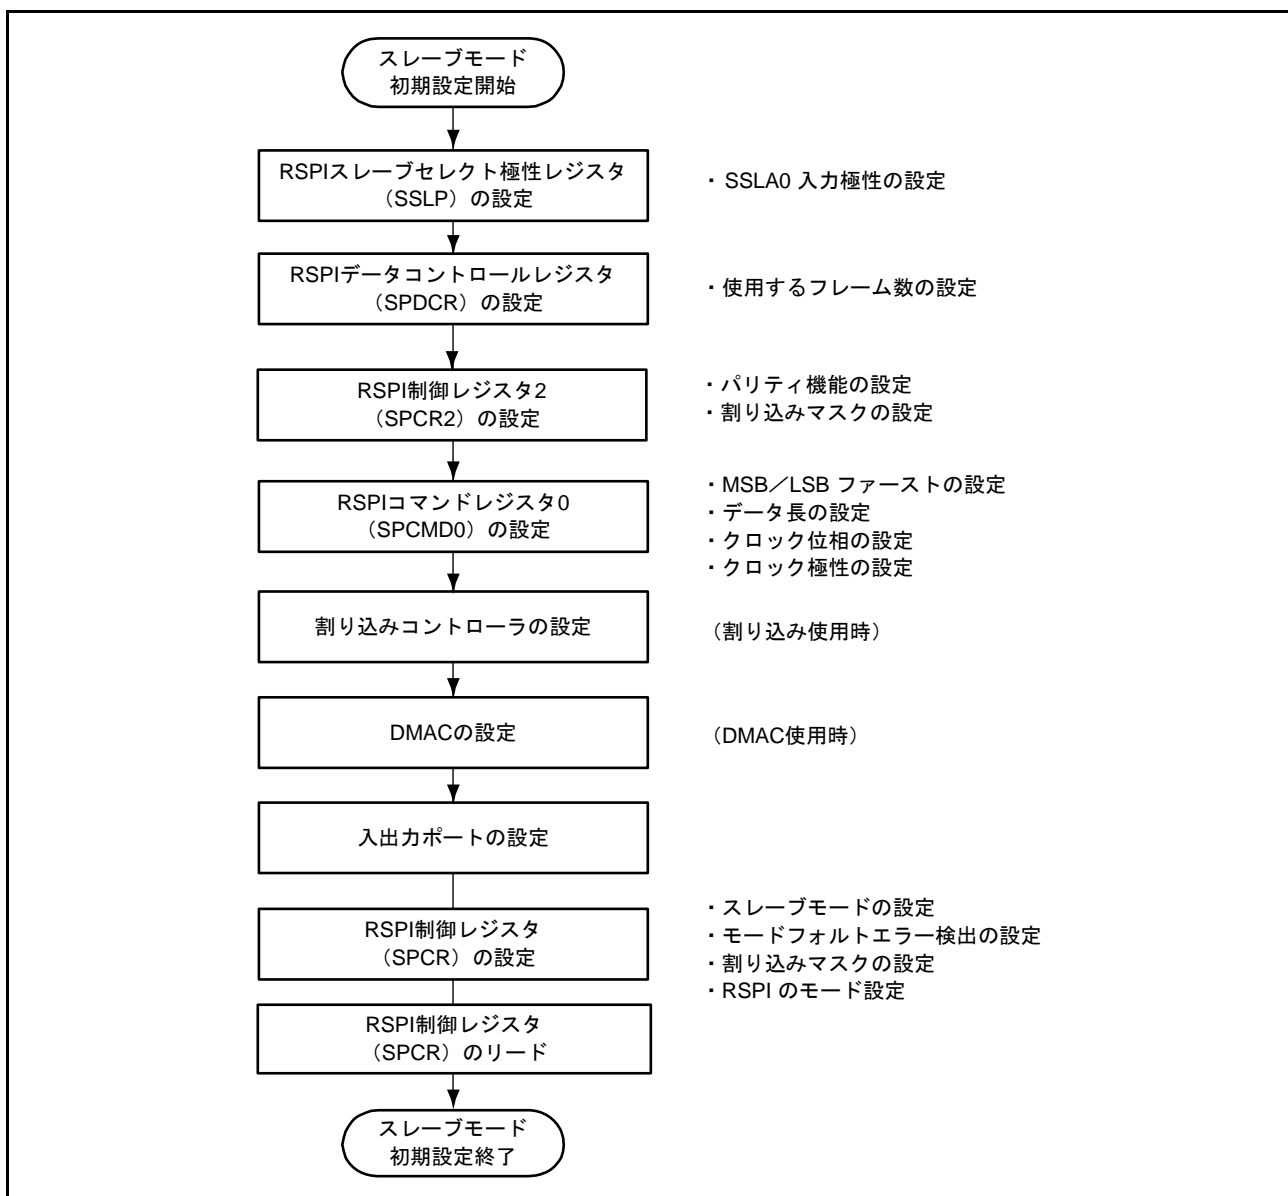 スレーブモード
初期設定開始
RSPIスレーブセレクト極性レジスタ
（SSLP）の設定
・SSLA0 入力極性の設定
RSPIデータコントロールレジスタ
（SPDCR）の設定
・使用するフレーム数の設定
RSPI制御レジスタ2
（SPCR2）の設定
・パリティ機能の設定
・割り込みマスクの設定
RSPIコマンドレジスタ0
（SPCMD0）の設定
・MSB／LSB ファーストの設定
・データ長の設定
・クロック位相の設定
・クロック極性の設定
割り込みコントローラの設定
（割り込み使用時）
DMACの設定
（DMAC使用時）
入出力ポートの設定
RSPI制御レジスタ
（SPCR）の設定
・スレーブモードの設定
・モードフォルトエラー検出の設定
・割り込みマスクの設定
・RSPI のモード設定
RSPI制御レジスタ
（SPCR）のリード
スレーブモード
初期設定終了